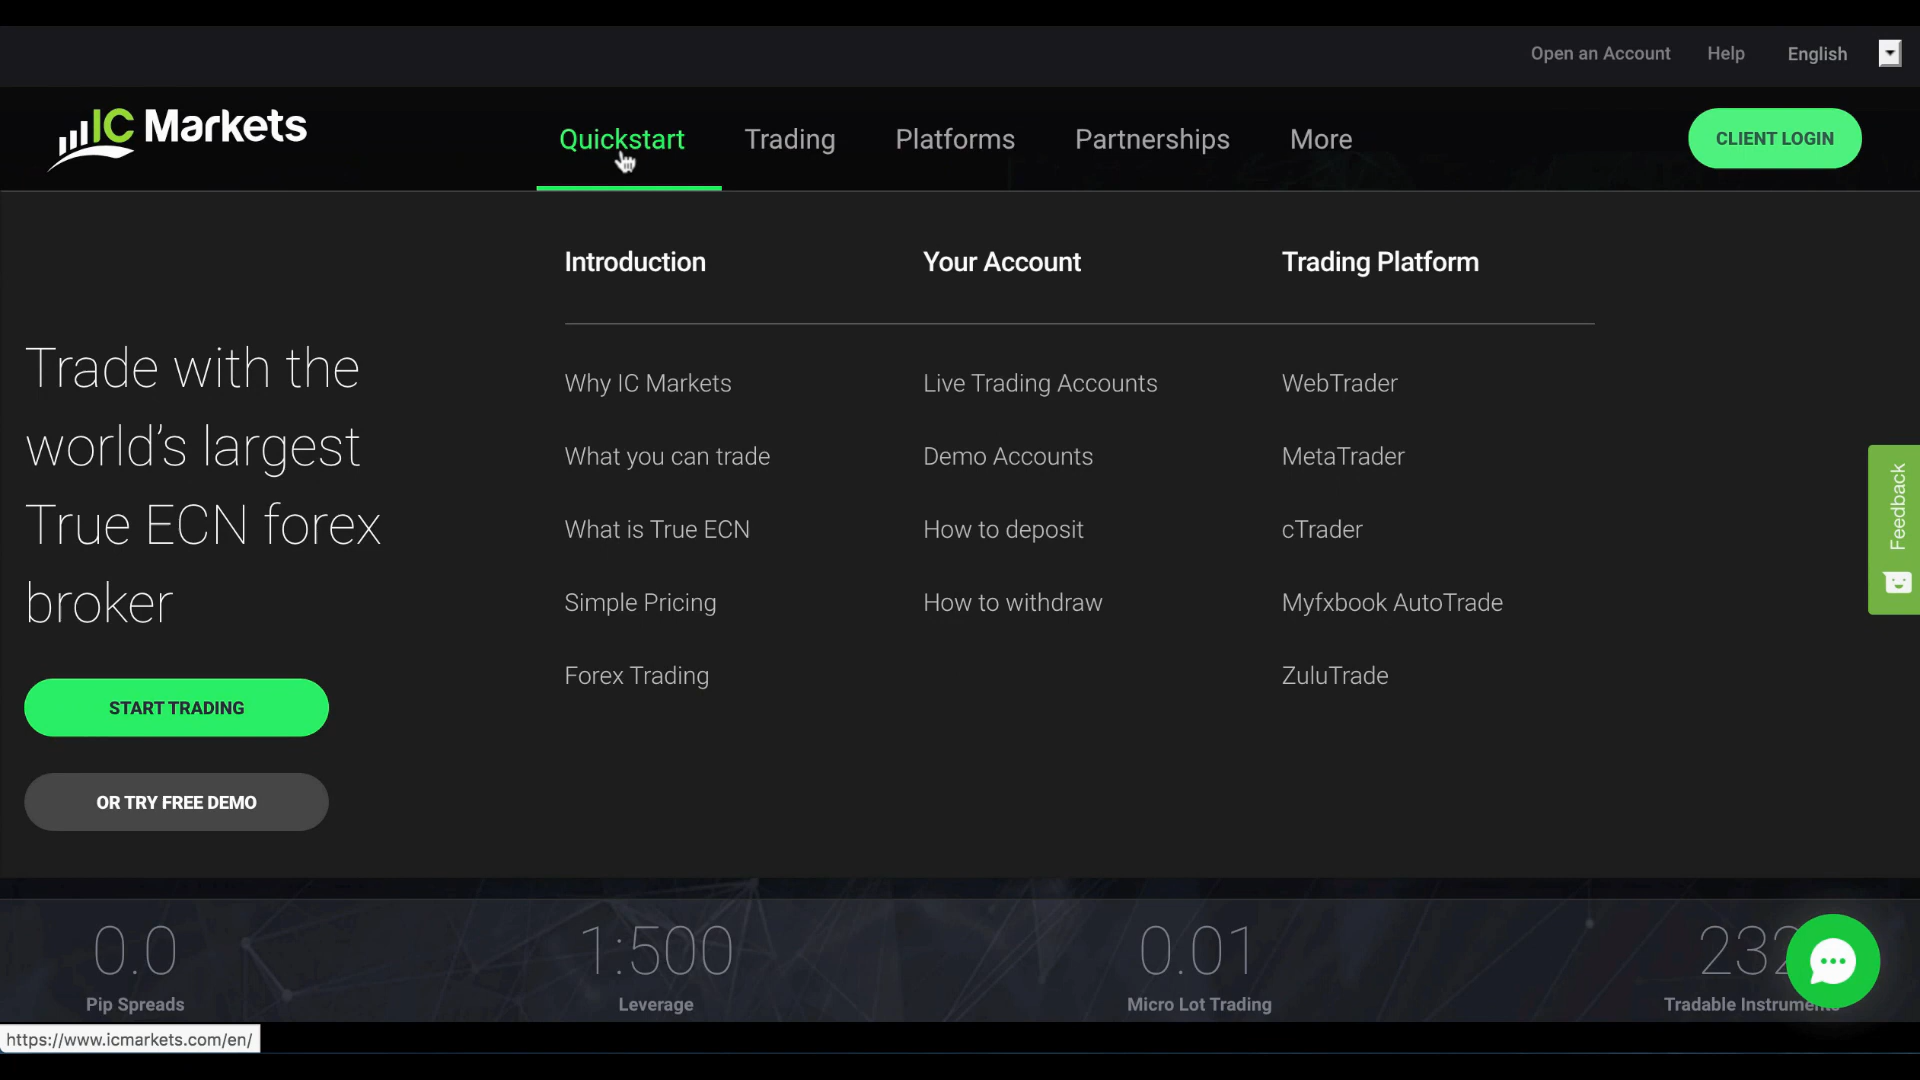 Open an Account
Help
English
IC Markets
Quickstart
Trading
Platforms
Partnerships
More
CLIENT LOGIN
Trade with the
world's largest
True ECN forex
broker
START TRADING
OR TRY FREE DEMO
Introduction
Why IC Markets
What you can trade
What is True ECN
Simple Pricing
Forex Trading
Your Account
Live Trading Accounts
Demo Accounts
How to deposit
How to withdraw
Trading Platform
WebTrader
MetaTrader
cTrader
Myfxbook AutoTrade
ZuluTrade
Feedback
0.0
Pip Spreads
1:500
Leverage
0.01
Micro Lot Trading
232
Tradable Instruments
https://www.icmarkets.com/en/